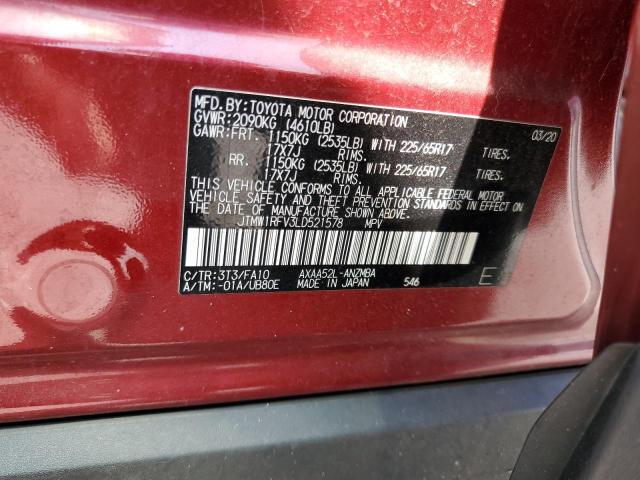 MFD. BY: TOYOTA MOTOR CORPORATION 03/20
GVWR: 2090KG (4610LB)
GAWR: FRT. 1150KG (2535LB) WITH 225/65R17 TIRES.
17X7J RIMS.
RR. 1150KG (2535LB) WITH 225/65R17 TIRES.
17X7J RIMS.
THIS VEHICLE CONFORMS TO ALL APPLICABLE FEDERAL MOTOR
VEHICLE SAFETY AND THEFT PREVENTION STANDARDS IN EFFECT ON
THE DATE OF MANUFACTURE SHOWN ABOVE.
JTMW1RFV3LD521578 MPV
C/TR: 3T3/FA10 AXAA52L-ANZMBA
A/TM: -01A/UB80E MADE IN JAPAN 546 E